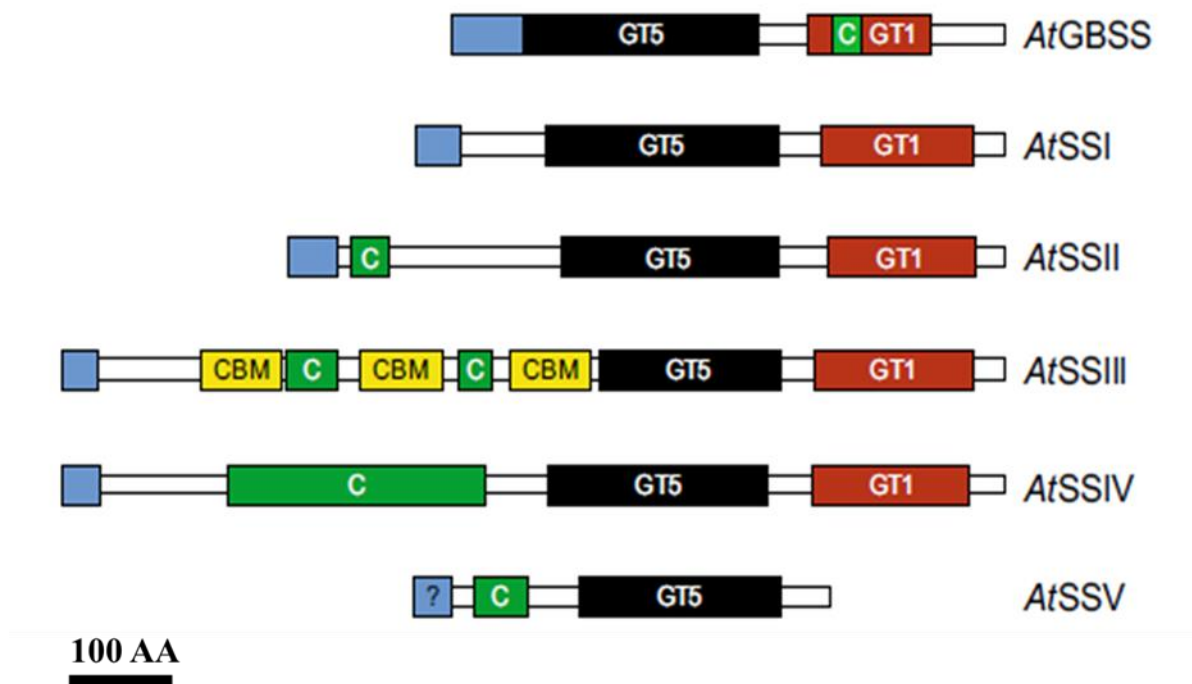 GT5 C GT1 AtGBSS
GT5 GT1 AtSSI
C GT5 GT1 AtSSII
CBM C CBM C CBM GT5 GT1 AtSSIII
C GT5 GT1 AtSSIV
? C GT5 AtSSV
100 AA